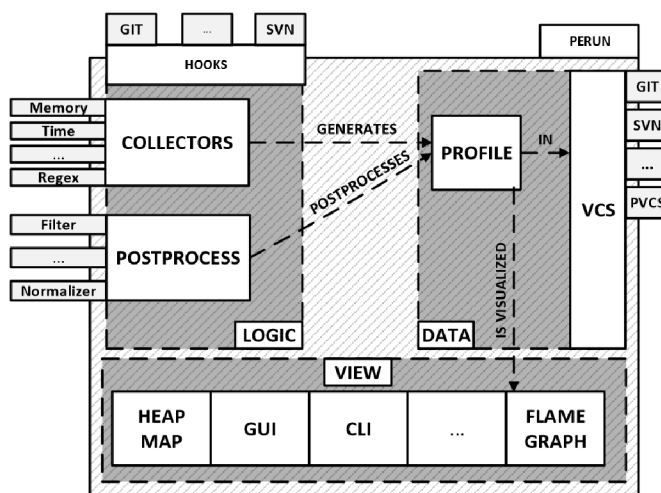 GIT
...
SVN
HOOKS
PERUN
Memory
Time
...
Regex
COLLECTORS
GENERATES
POSTPROCESSES
PROFILE
IN
VCS
GIT
SVN
...
PVCS
Filter
...
Normalizer
POSTPROCESS
IS VISUALIZED
LOGIC
DATA
VIEW
HEAP
MAP
GUI
CLI
...
FLAME
GRAPH